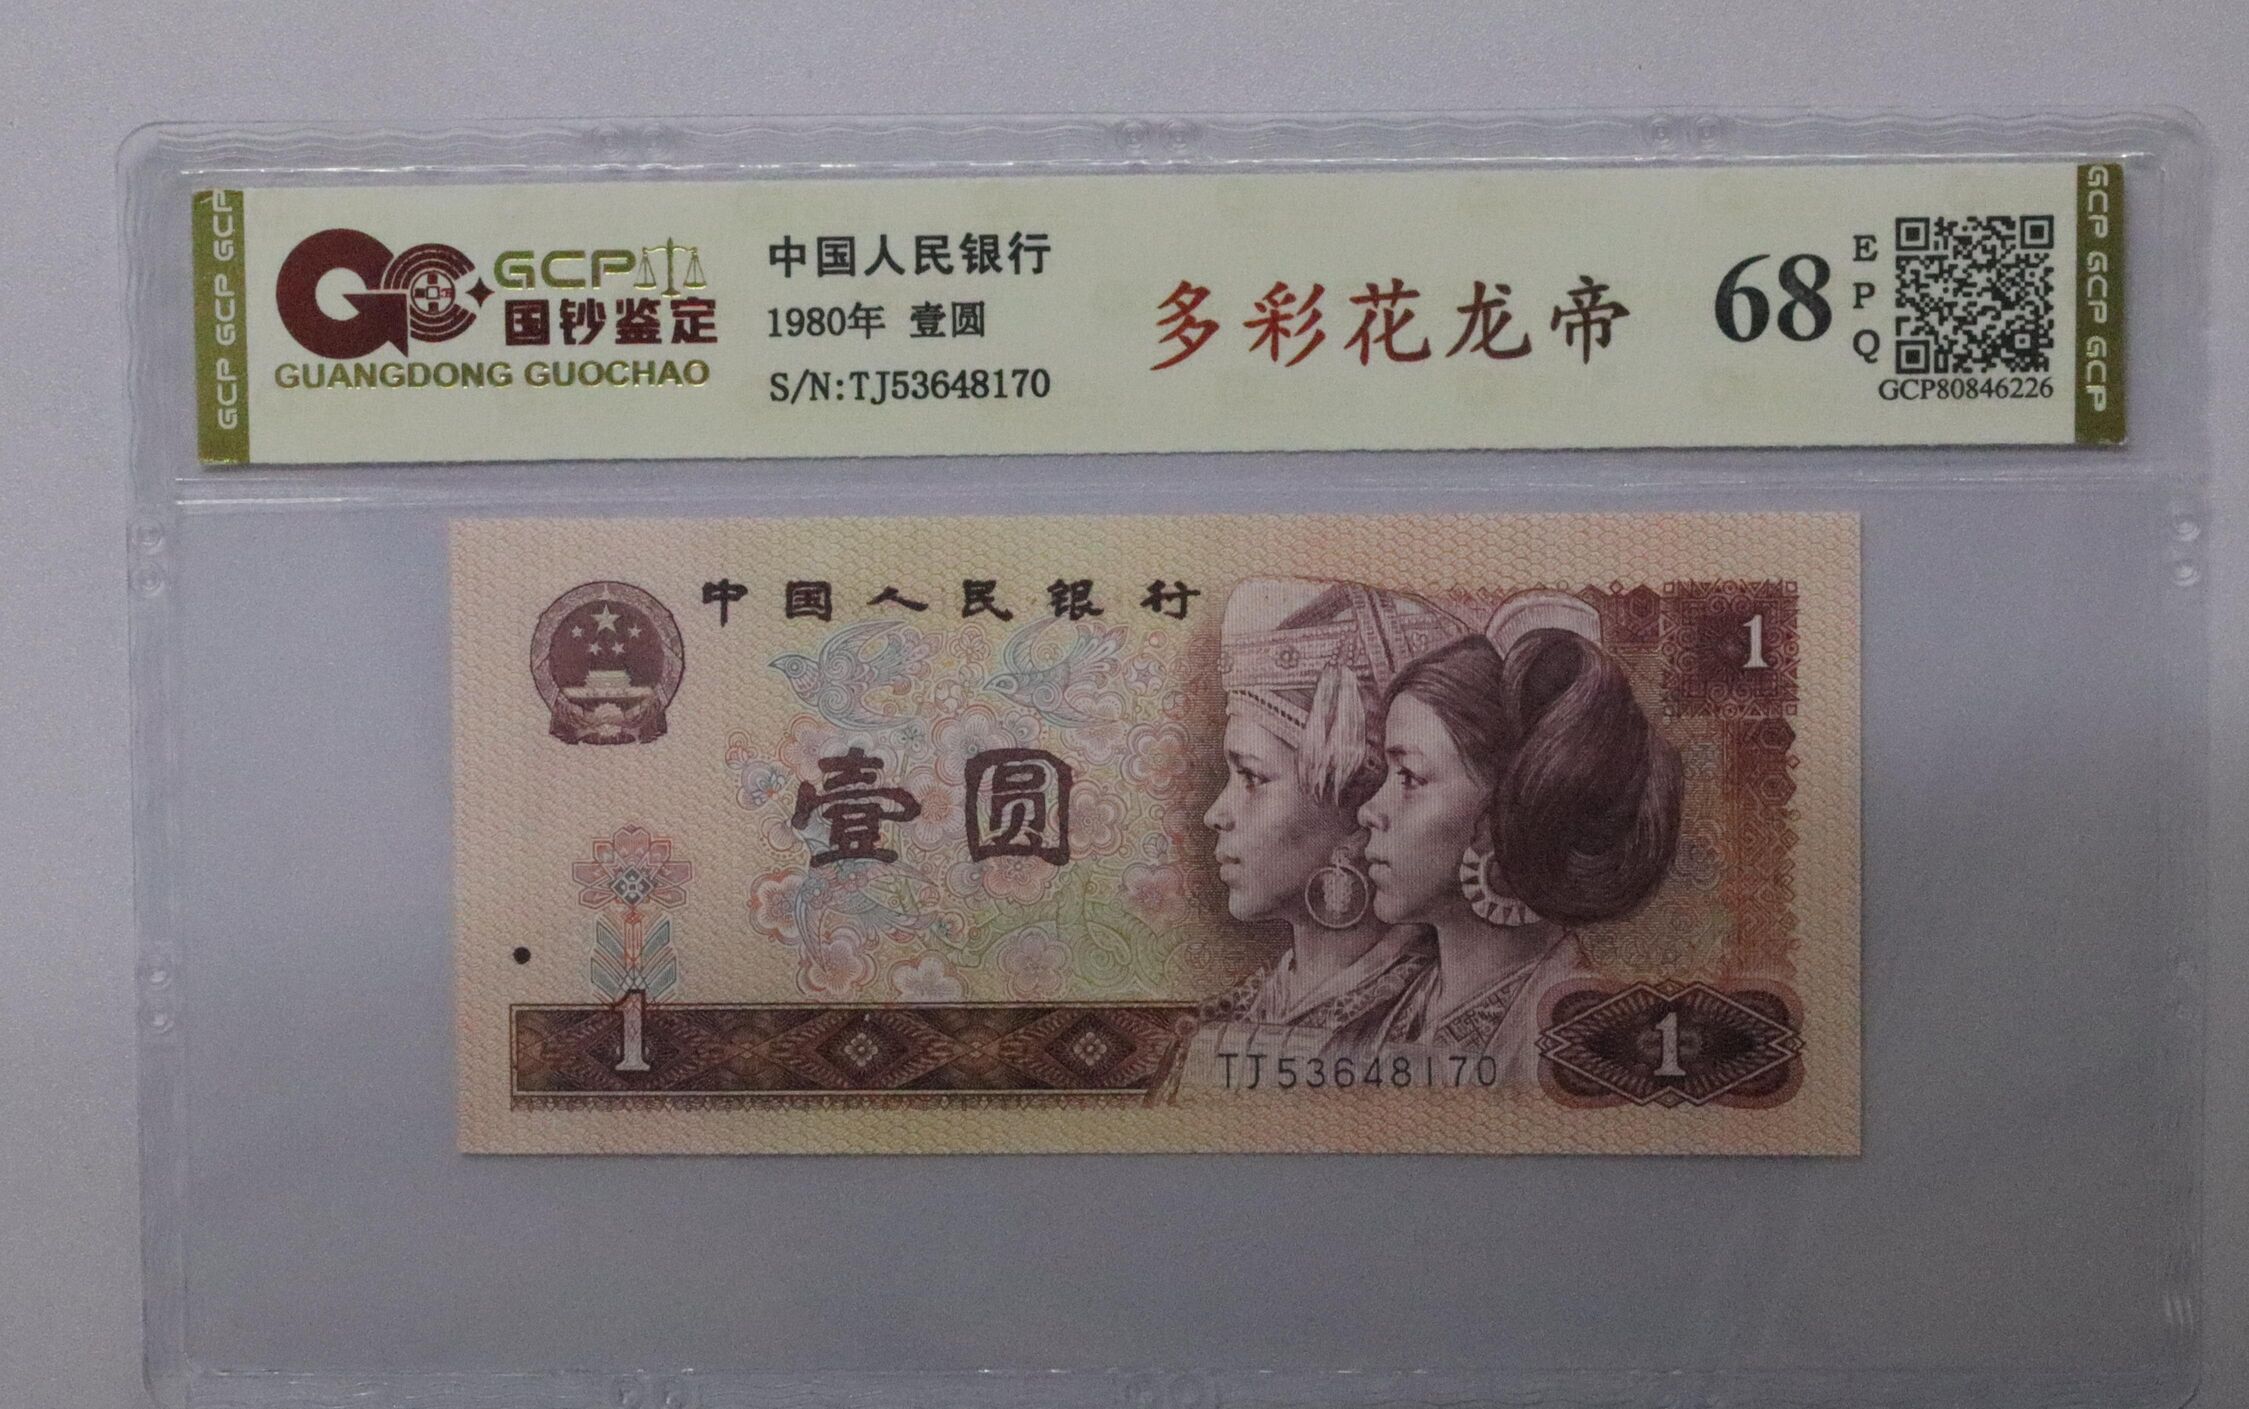 GCP GCP GCP
GCP
国钞鉴定
GUANGDONG GUOCHAO
中国人民银行
1980年 壹圆
S/N:TJ53648170
多彩花龙帝
68
EPQ
GCP80846226
GCP GCP GCP
中国人民银行
1
壹圆
1
TJ53648170
1